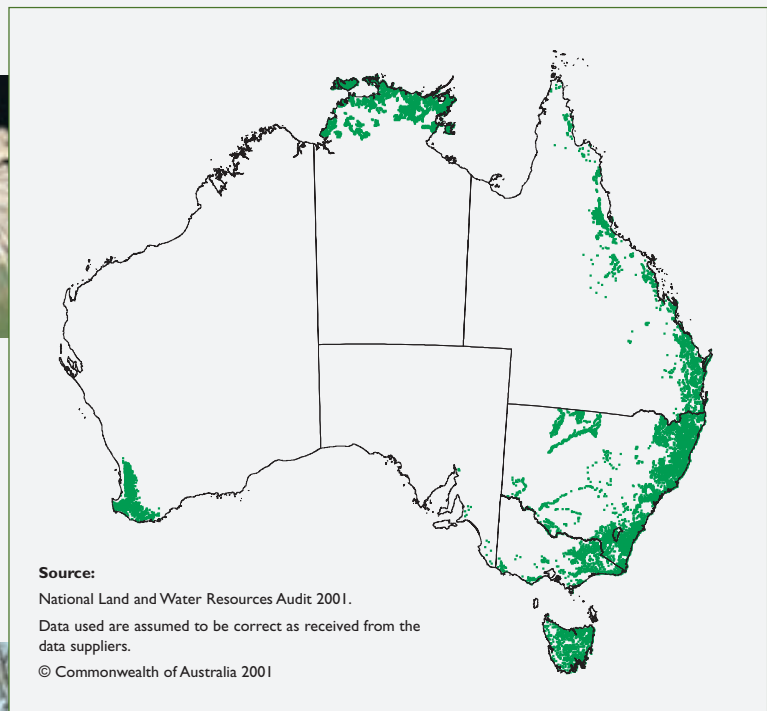 Source:
National Land and Water Resources Audit 2001.
Data used are assumed to be correct as received from the
data suppliers.
© Commonwealth of Australia 2001